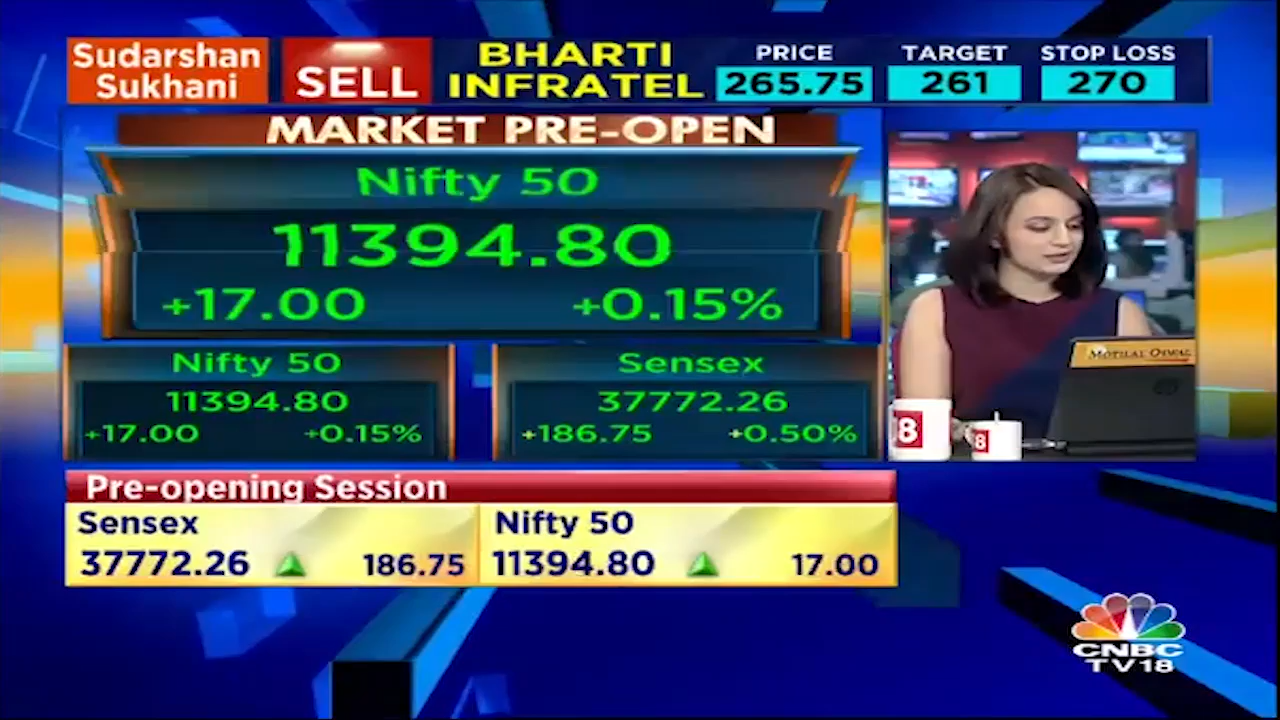 Sudarshan
Sukhani
SELL
BHARTI
INFRATEL
PRICE
265.75
TARGET
261
STOP LOSS
270
MARKET PRE-OPEN
Nifty 50
11394.80
+17.00 +0.15%
Nifty 50
11394.80
+17.00 +0.15%
Sensex
37772.26
+186.75 +0.50%
MOTILAL OSWAL
8
8
Pre-opening Session
Sensex
37772.26 186.75
Nifty 50
11394.80 17.00
CNBC
TV18